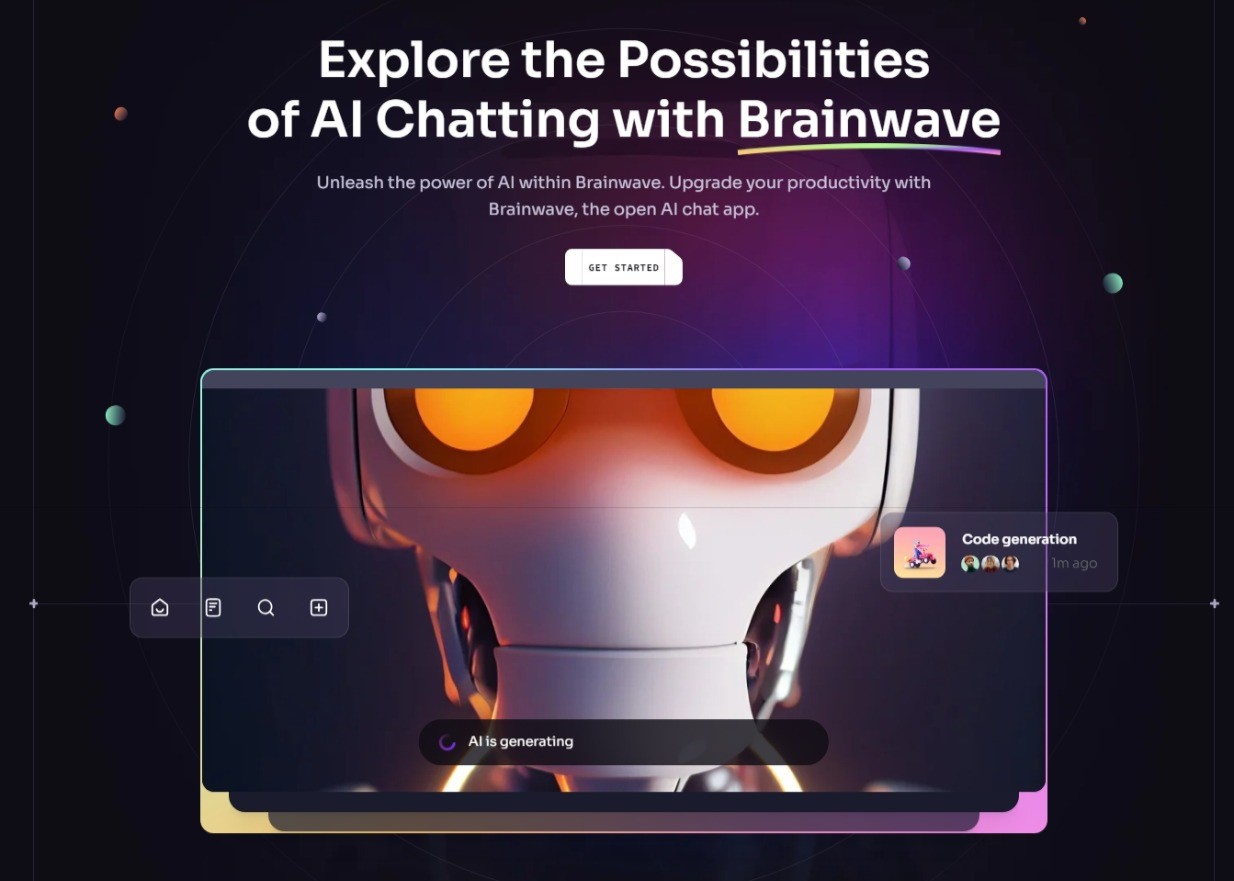 Explore the Possibilities
of AI Chatting with Brainwave
Unleash the power of AI within Brainwave. Upgrade your productivity with
Brainwave, the open AI chat app.
GET STARTED
Code generation
1m ago
AI is generating